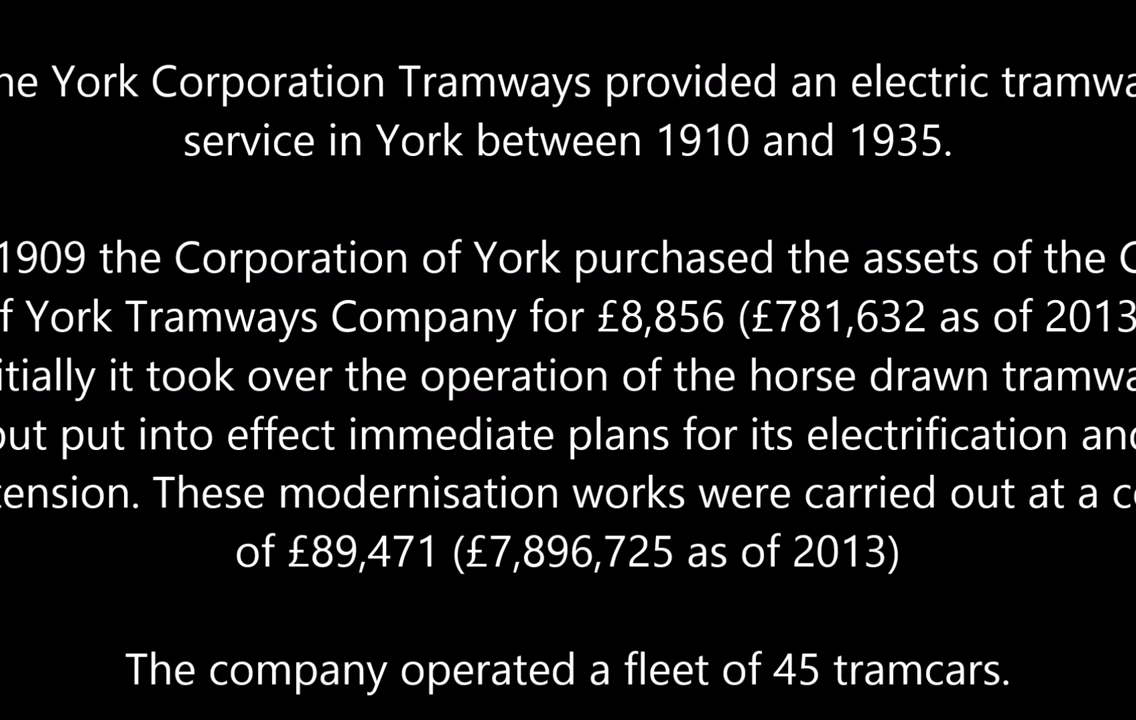 he York Corporation Tramways provided an electric tramwa
service in York between 1910 and 1935.
1909 the Corporation of York purchased the assets of the C
f York Tramways Company for £8,856 (£781,632 as of 2013
itially it took over the operation of the horse drawn tramwa
out put into effect immediate plans for its electrification and
tension. These modernisation works were carried out at a co
of £89,471 (£7,896,725 as of 2013)
The company operated a fleet of 45 tramcars.